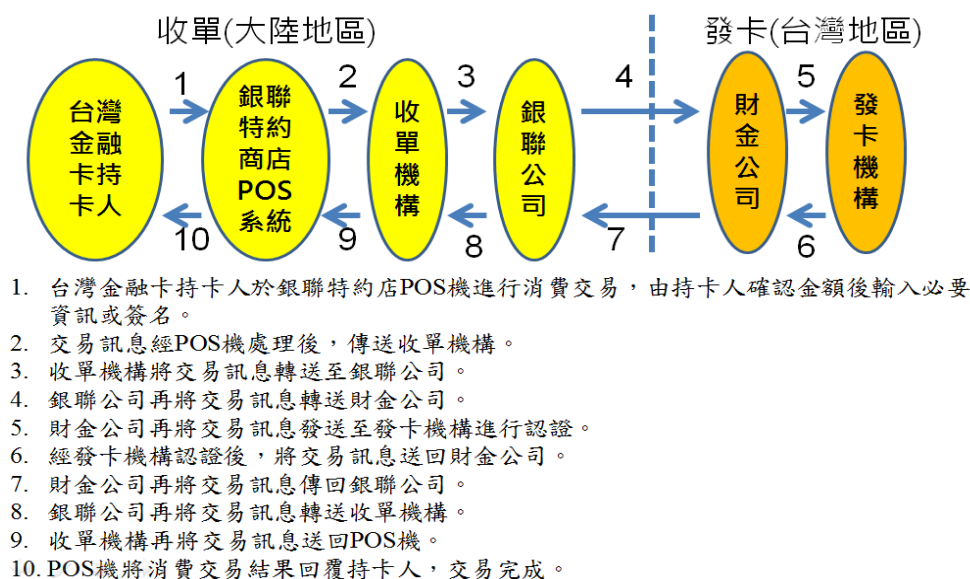 收單(大陸地區)
發卡(台灣地區)
1
2
3
4
5
台灣
金融
卡持
卡人
銀聯
特約
商店
POS
系統
收
單
機
構
銀
聯
公
司
財
金
公
司
發
卡
機
構
10
9
8
7
6
1. 台灣金融卡持卡人於銀聯特約店POS機進行消費交易，由持卡人確認金額後輸入必要
資訊或簽名。
2. 交易訊息經POS機處理後，傳送收單機構。
3. 收單機構將交易訊息轉送至銀聯公司。
4. 銀聯公司再將交易訊息轉送財金公司。
5. 財金公司再將交易訊息發送至發卡機構進行認證。
6. 經發卡機構認證後，將交易訊息送回財金公司。
7. 財金公司再將交易訊息傳回銀聯公司。
8. 銀聯公司再將交易訊息轉送收單機構。
9. 收單機構再將交易訊息送回POS機。
10. POS機將消費交易結果回覆持卡人，交易完成。